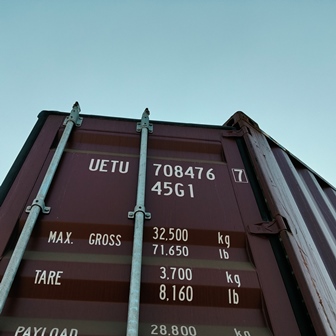 UETU 708476 7
45G1
MAX. GROSS 32.500 kg
71.650 lb
TARE 3.700 kg
8.160 lb
PAYLOAD 28.800 kg